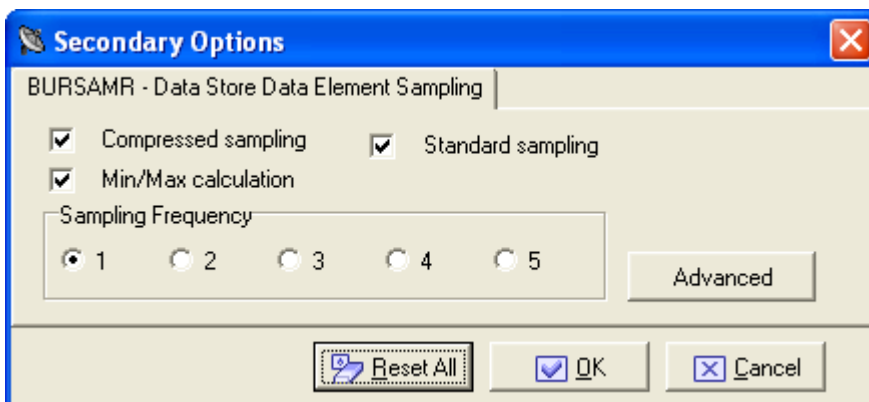 Secondary Options
BURSAMR - Data Store Data Element Sampling
Compressed sampling
Standard sampling
Min/Max calculation
Sampling Frequency
1 2 3 4 5
Advanced
Reset All OK Cancel